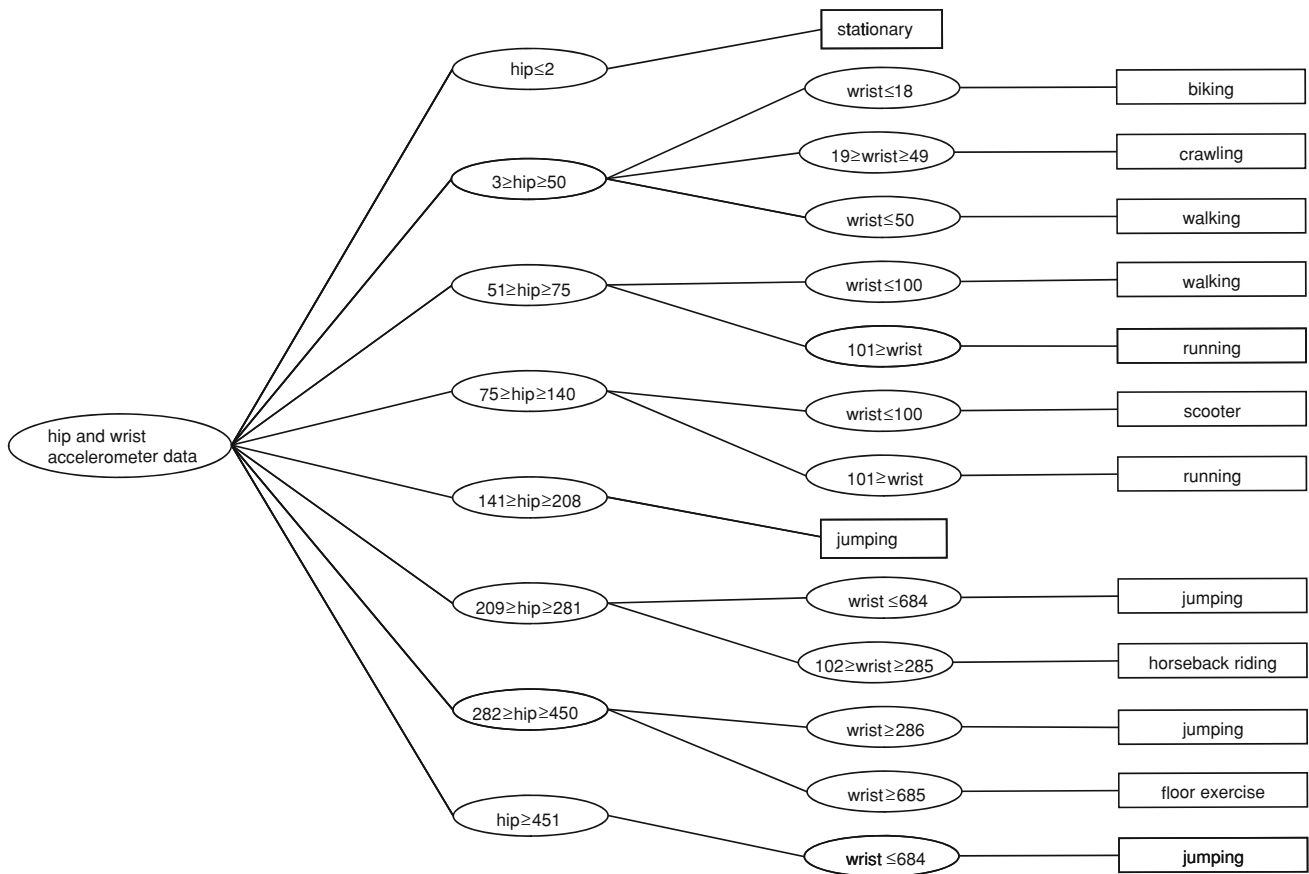 stationary
hip≤2
wrist≤18
biking
19≥wrist≥49
crawling
3≥hip≥50
wrist≤50
walking
51≥hip≥75
wrist≤100
walking
101≥wrist
running
75≥hip≥140
wrist≤100
scooter
hip and wrist
accelerometer data
101≥wrist
running
141≥hip≥208
jumping
209≥hip≥281
wrist ≤684
jumping
102≥wrist≥285
horseback riding
282≥hip≥450
wrist≥286
jumping
wrist≥685
floor exercise
hip≥451
wrist ≤684
jumping